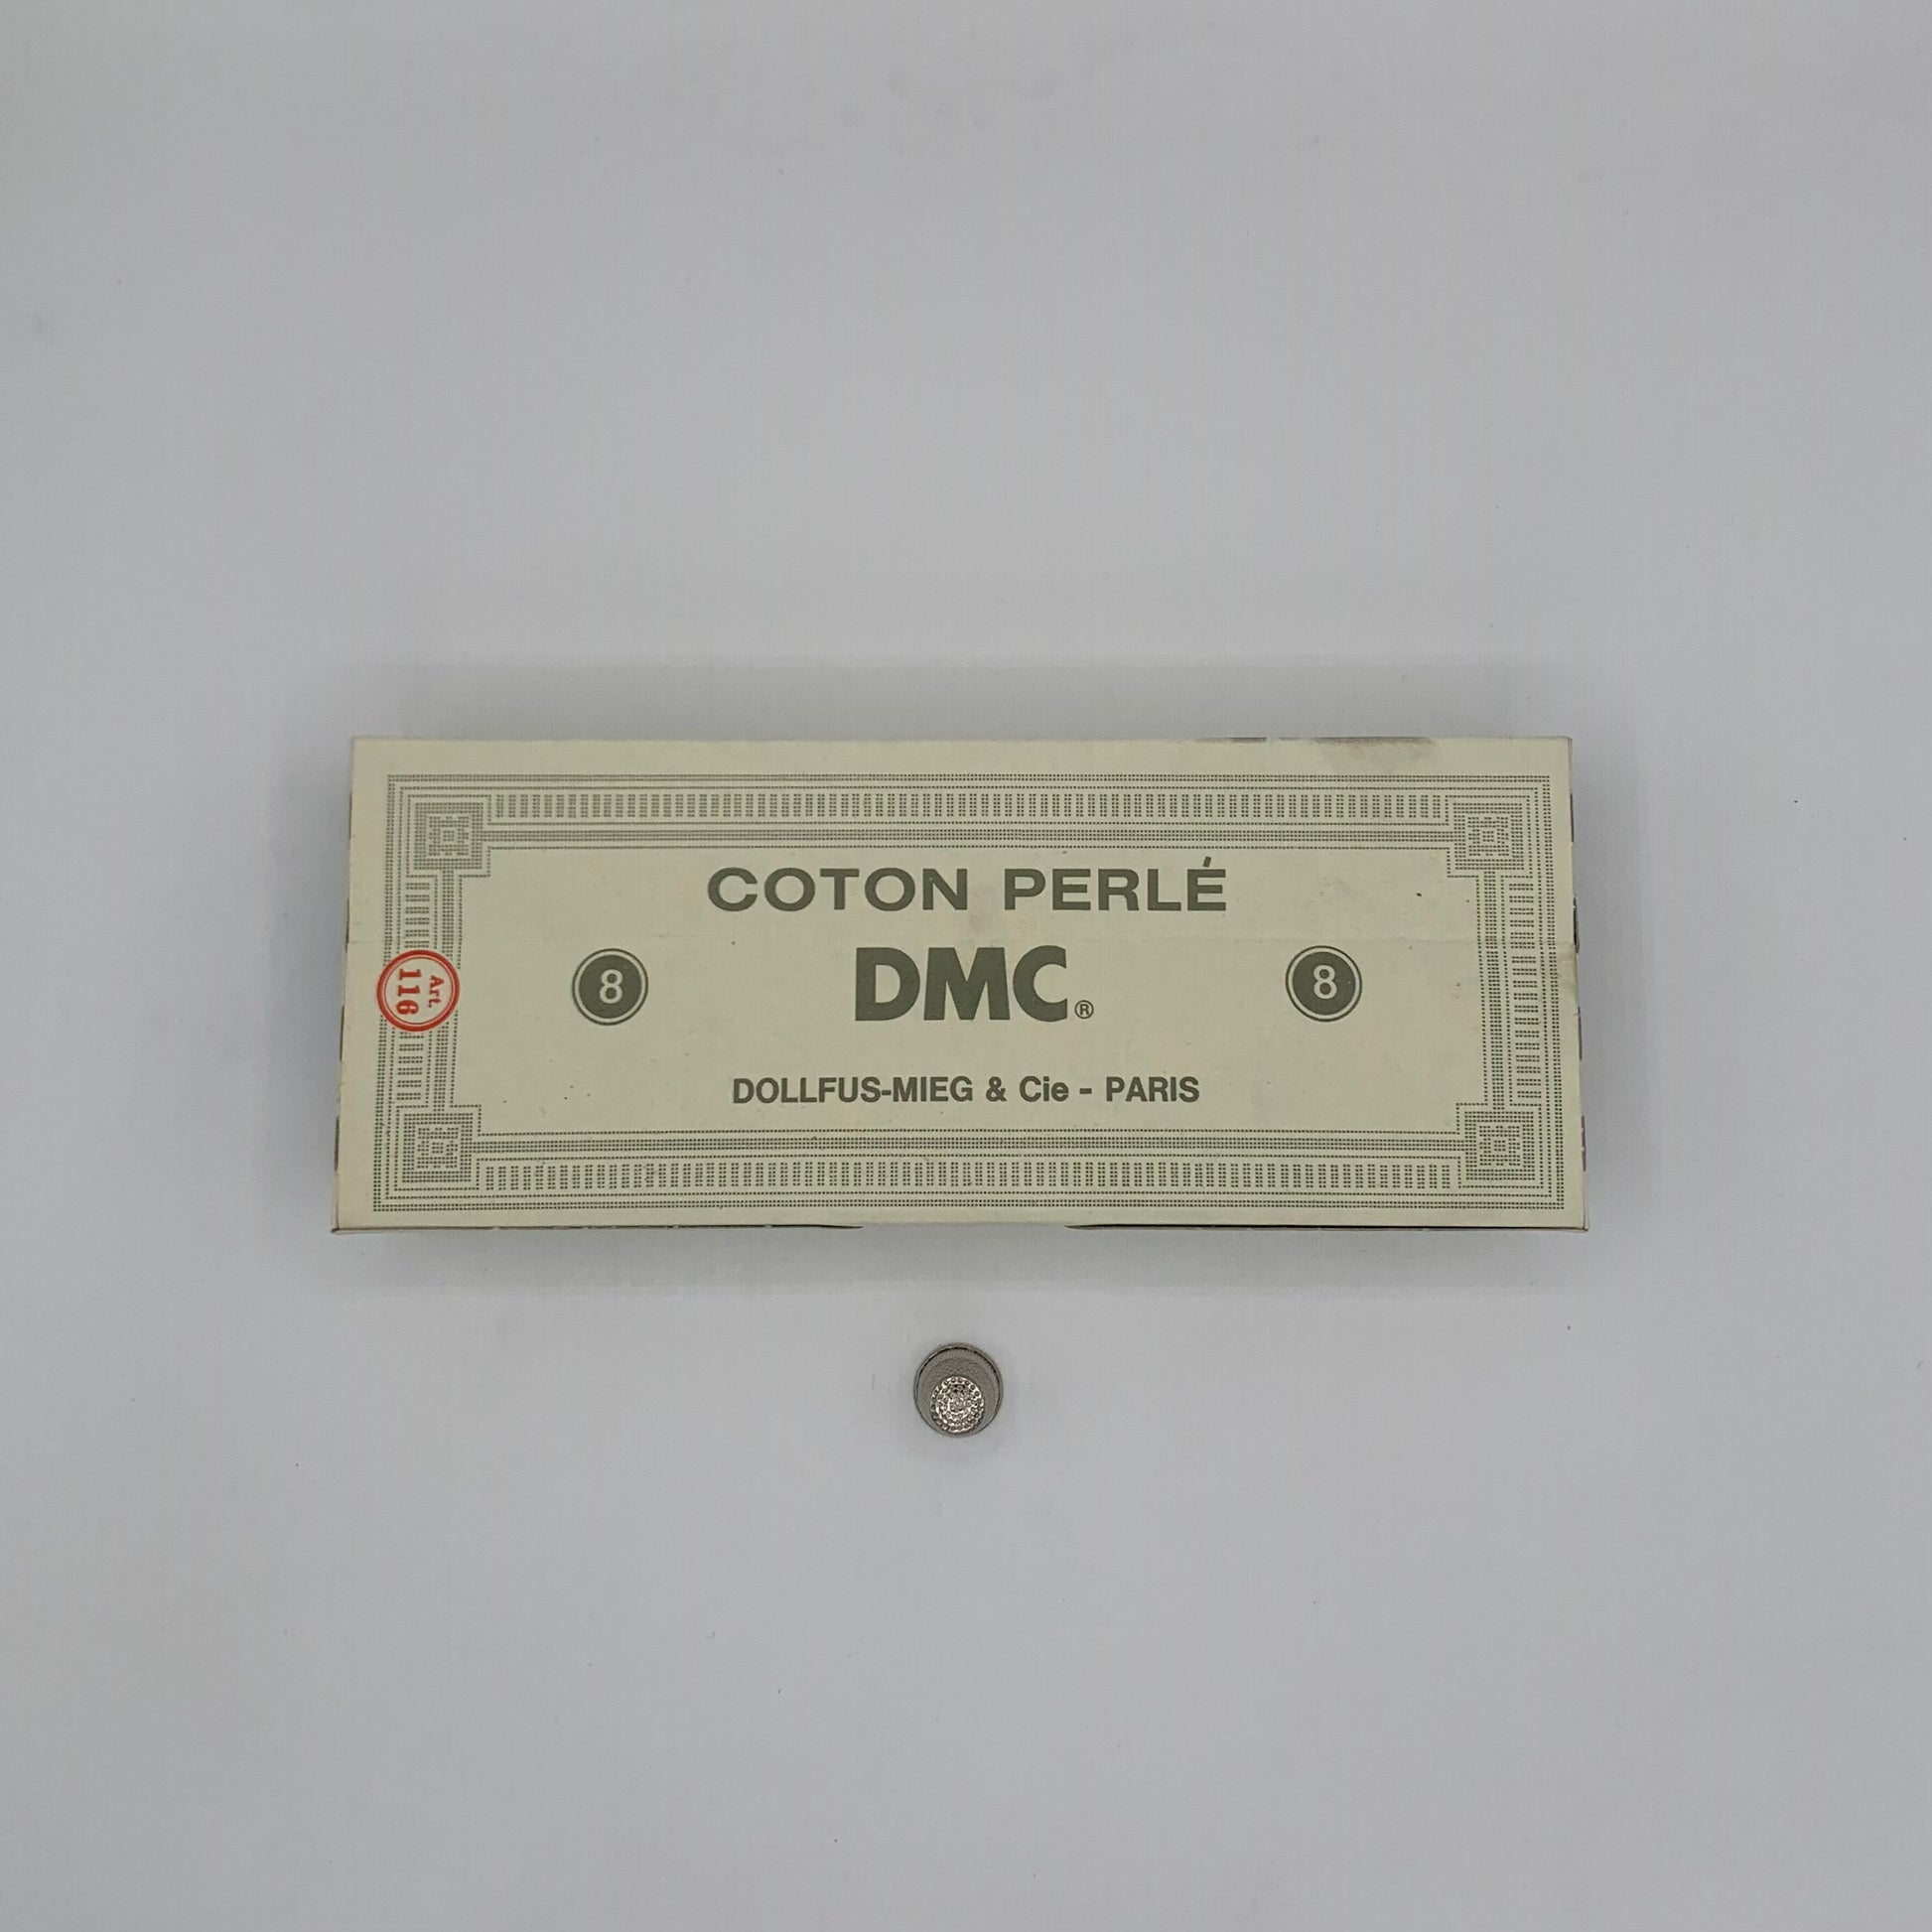 COTON PERLÉ
DMC®
8
8
Art.
116
DOLLFUS-MIEG & Cie - PARIS